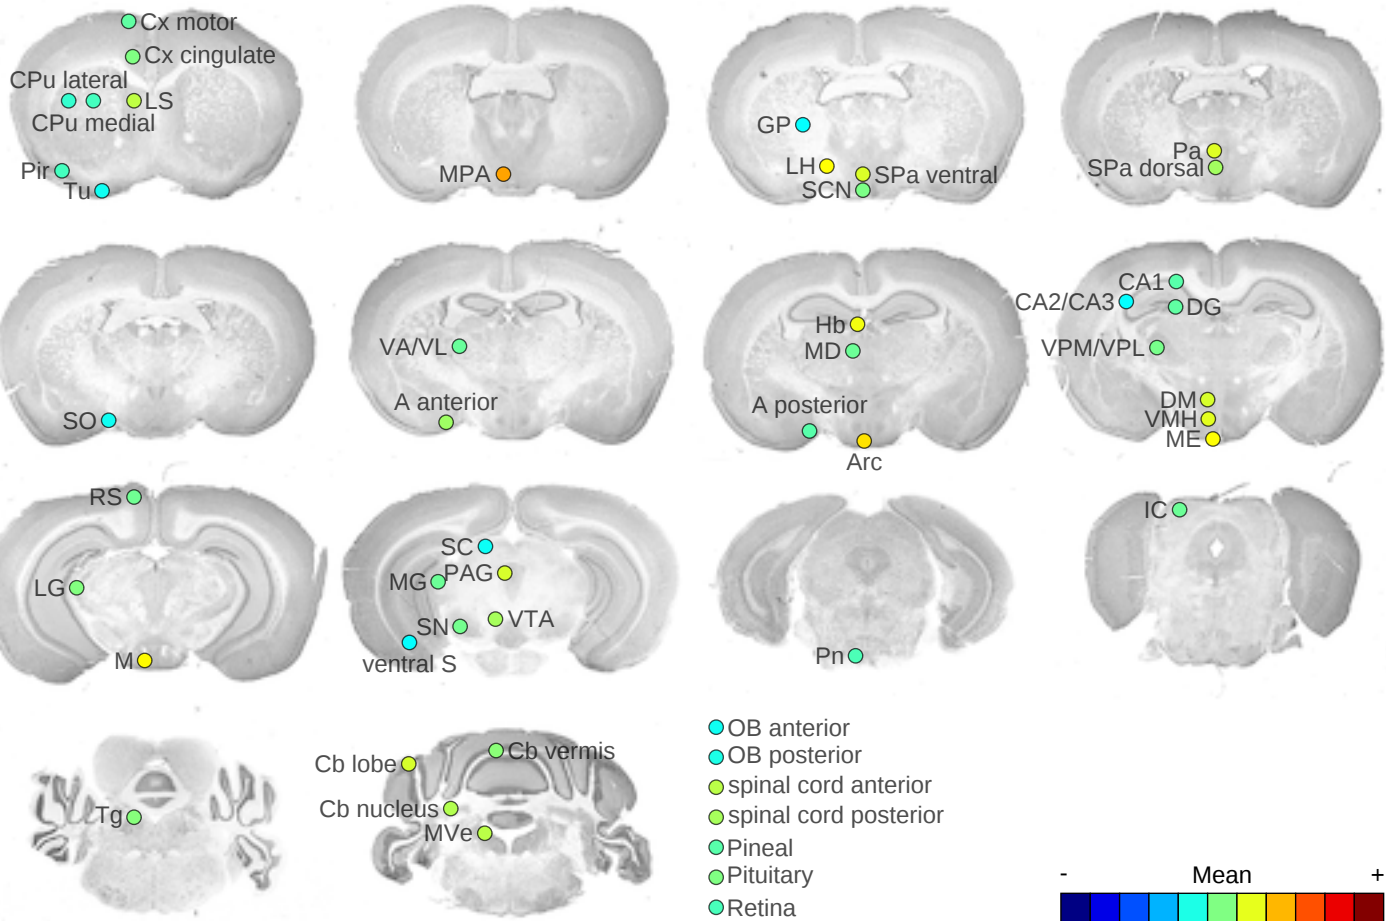 Cx motor
Cx cingulate
CPu lateral
LS
CPu medial
Pir
Tu
MPA
GP
LH
SPa ventral
SCN
Pa
SPa dorsal
SO
VA/VL
A anterior
Hb
MD
A posterior
Arc
CA1
CA2/CA3
DG
VPM/VPL
DM
VMH
ME
RS
LG
M
SC
MG
PAG
SN
VTA
ventral S
Pn
IC
Tg
Cb lobe
Cb vermis
Cb nucleus
MVe
OB anterior
OB posterior
spinal cord anterior
spinal cord posterior
Pineal
Pituitary
Retina
- Mean +